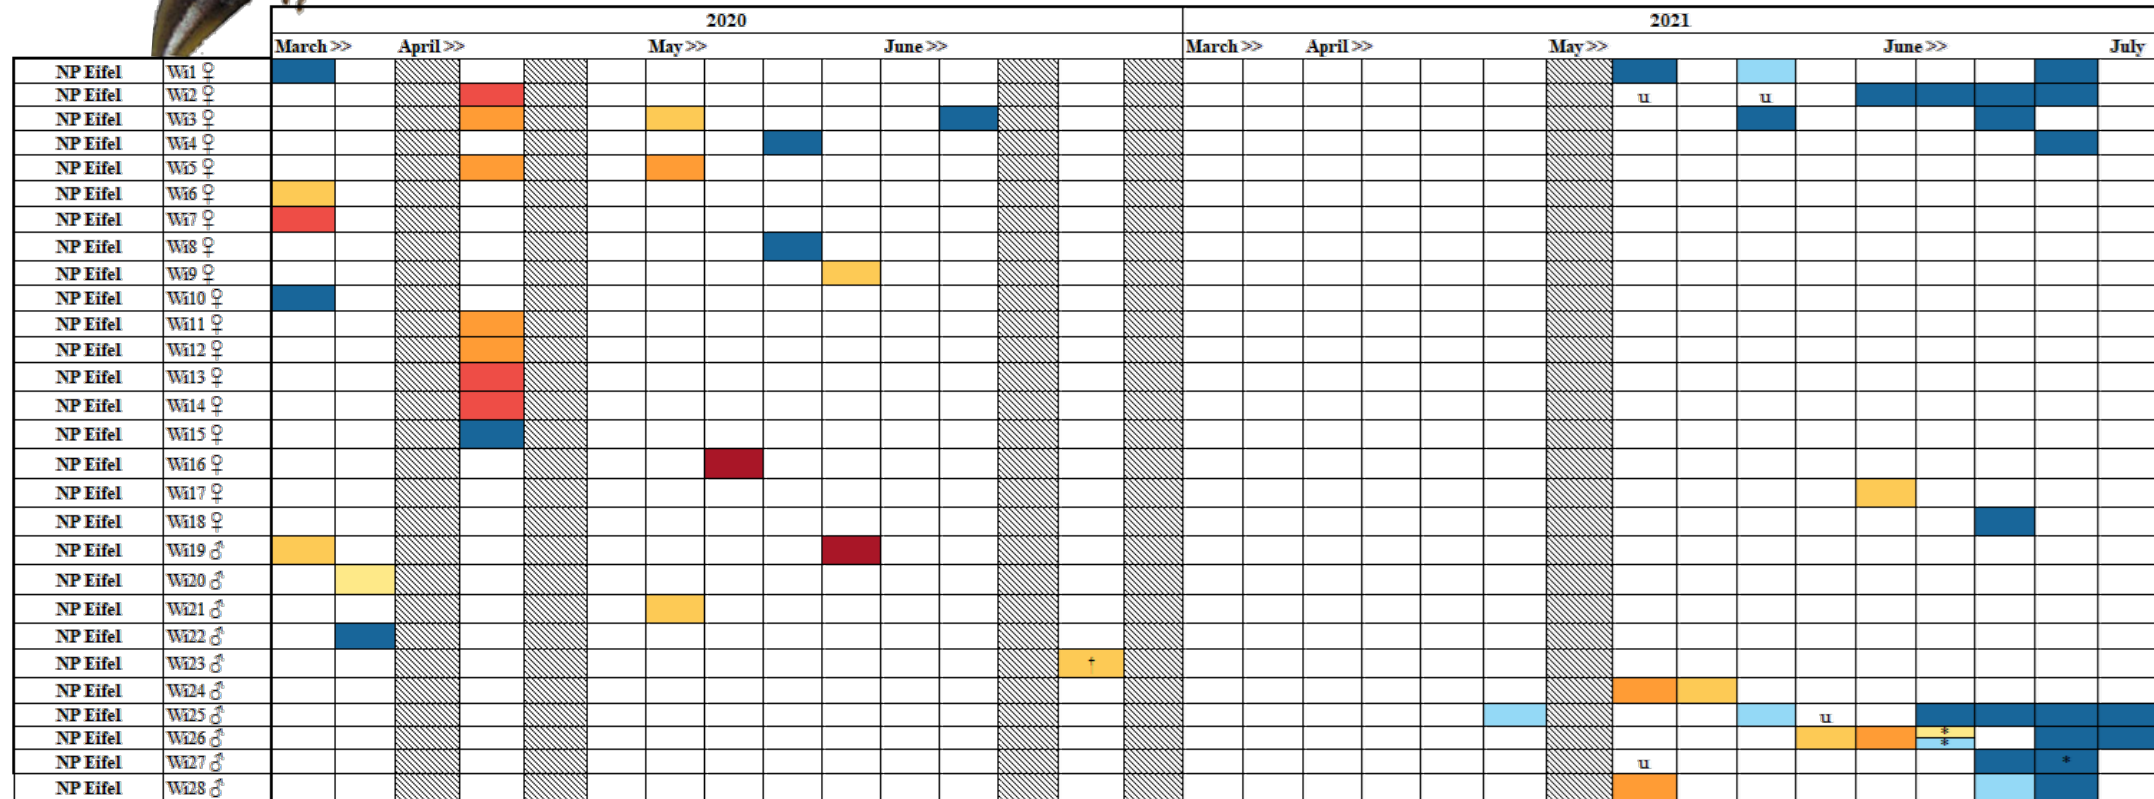 2020 2021
March >> April >> May >> June >> March >> April >> May >> June >> July
NP Eifel Wi1 ♀
NP Eifel Wi2 ♀ u u
NP Eifel Wi3 ♀
NP Eifel Wi4 ♀
NP Eifel Wi5 ♀
NP Eifel Wi6 ♀
NP Eifel Wi7 ♀
NP Eifel Wi8 ♀
NP Eifel Wi9 ♀
NP Eifel Wi10 ♀
NP Eifel Wi11 ♀
NP Eifel Wi12 ♀
NP Eifel Wi13 ♀
NP Eifel Wi14 ♀
NP Eifel Wi15 ♀
NP Eifel Wi16 ♀
NP Eifel Wi17 ♀
NP Eifel Wi18 ♀
NP Eifel Wi19 ♂
NP Eifel Wi20 ♂
NP Eifel Wi21 ♂
NP Eifel Wi22 ♂
NP Eifel Wi23 ♂ †
NP Eifel Wi24 ♂
NP Eifel Wi25 ♂ u
NP Eifel Wi26 ♂ * *
NP Eifel Wi27 ♂ u *
NP Eifel Wi28 ♂